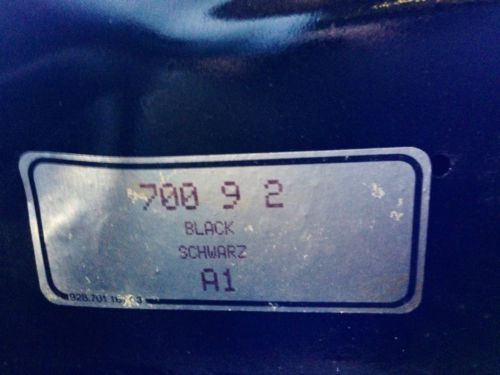 700 9 2
BLACK
SCHWARZ
A1